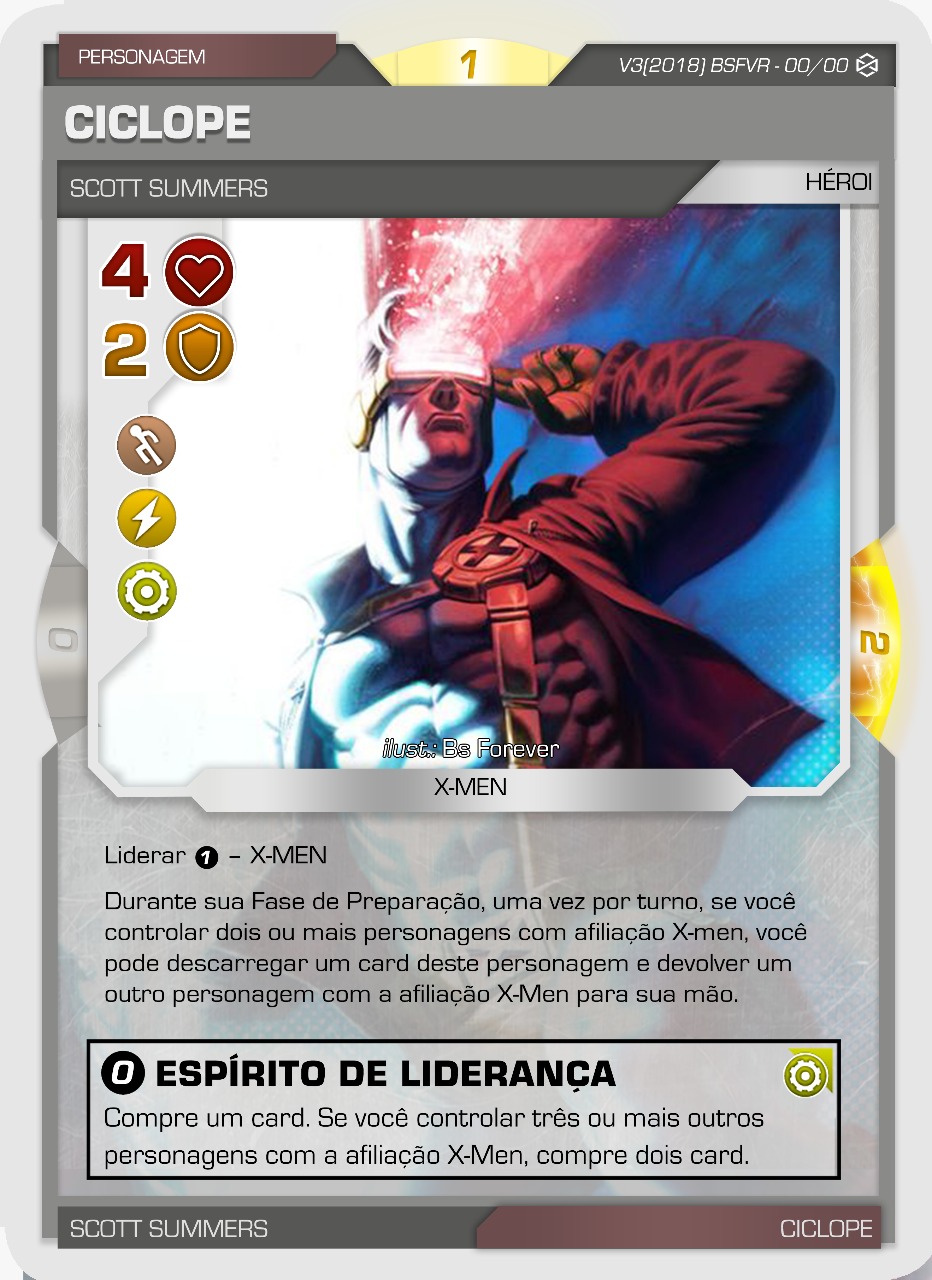 PERSONAGEM
1
V3(2018) BSFVR - 00/00
CICLOPE
SCOTT SUMMERS
HÉROI
4
2
0
2
ilust.: Bs Forever
X-MEN
Liderar 1 – X-MEN
Durante sua Fase de Preparação, uma vez por turno, se você
controlar dois ou mais personagens com afiliação X-men, você
pode descarregar um card deste personagem e devolver um
outro personagem com a afiliação X-Men para sua mão.
0 ESPÍRITO DE LIDERANÇA
Compre um card. Se você controlar três ou mais outros
personagens com a afiliação X-Men, compre dois card.
SCOTT SUMMERS
CICLOPE